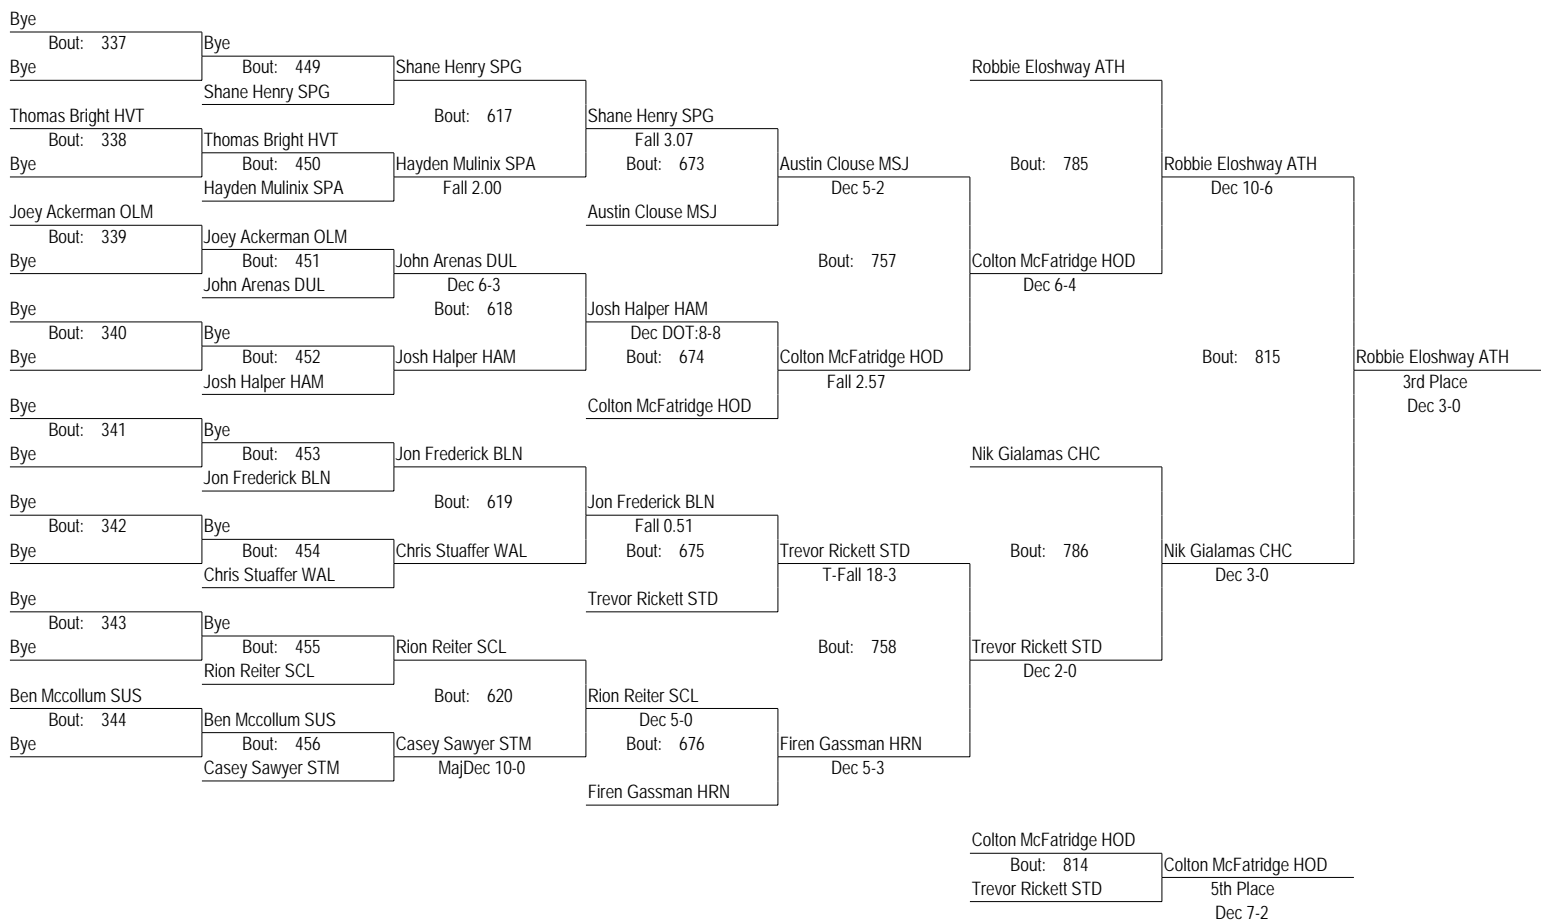 Bye
Bout: 337
Bye
Bye
Bout: 449
Shane Henry SPG
Shane Henry SPG
Thomas Bright HVT
Bout: 338
Bye
Thomas Bright HVT
Bout: 450
Hayden Mulinix SPA
Hayden Mulinix SPA
Fall 2.00
Bout: 617
Shane Henry SPG
Fall 3.07
Bout: 673
Austin Clouse MSJ
Austin Clouse MSJ
Dec 5-2
Joey Ackerman OLM
Bout: 339
Bye
Joey Ackerman OLM
Bout: 451
John Arenas DUL
John Arenas DUL
Dec 6-3
Bye
Bout: 340
Bye
Bye
Bout: 452
Josh Halper HAM
Josh Halper HAM
Bout: 618
Josh Halper HAM
Dec DOT:8-8
Bout: 674
Colton McFatridge HOD
Colton McFatridge HOD
Fall 2.57
Bout: 757
Colton McFatridge HOD
Dec 6-4
Robbie Eloshway ATH
Bout: 785
Robbie Eloshway ATH
Dec 10-6
Bye
Bout: 341
Bye
Bye
Bout: 453
Jon Frederick BLN
Jon Frederick BLN
Bye
Bout: 342
Bye
Bye
Bout: 454
Chris Stuaffer WAL
Chris Stuaffer WAL
Bout: 619
Jon Frederick BLN
Fall 0.51
Bout: 675
Trevor Rickett STD
Trevor Rickett STD
T-Fall 18-3
Bye
Bout: 343
Bye
Bye
Bout: 455
Rion Reiter SCL
Rion Reiter SCL
Ben Mccollum SUS
Bout: 344
Bye
Ben Mccollum SUS
Bout: 456
Casey Sawyer STM
Casey Sawyer STM
MajDec 10-0
Bout: 620
Rion Reiter SCL
Dec 5-0
Bout: 676
Firen Gassman HRN
Firen Gassman HRN
Dec 5-3
Bout: 758
Trevor Rickett STD
Dec 2-0
Nik Gialamas CHC
Bout: 786
Nik Gialamas CHC
Dec 3-0
Bout: 815
Robbie Eloshway ATH
3rd Place
Dec 3-0
Colton McFatridge HOD
Bout: 814
Trevor Rickett STD
Colton McFatridge HOD
5th Place
Dec 7-2